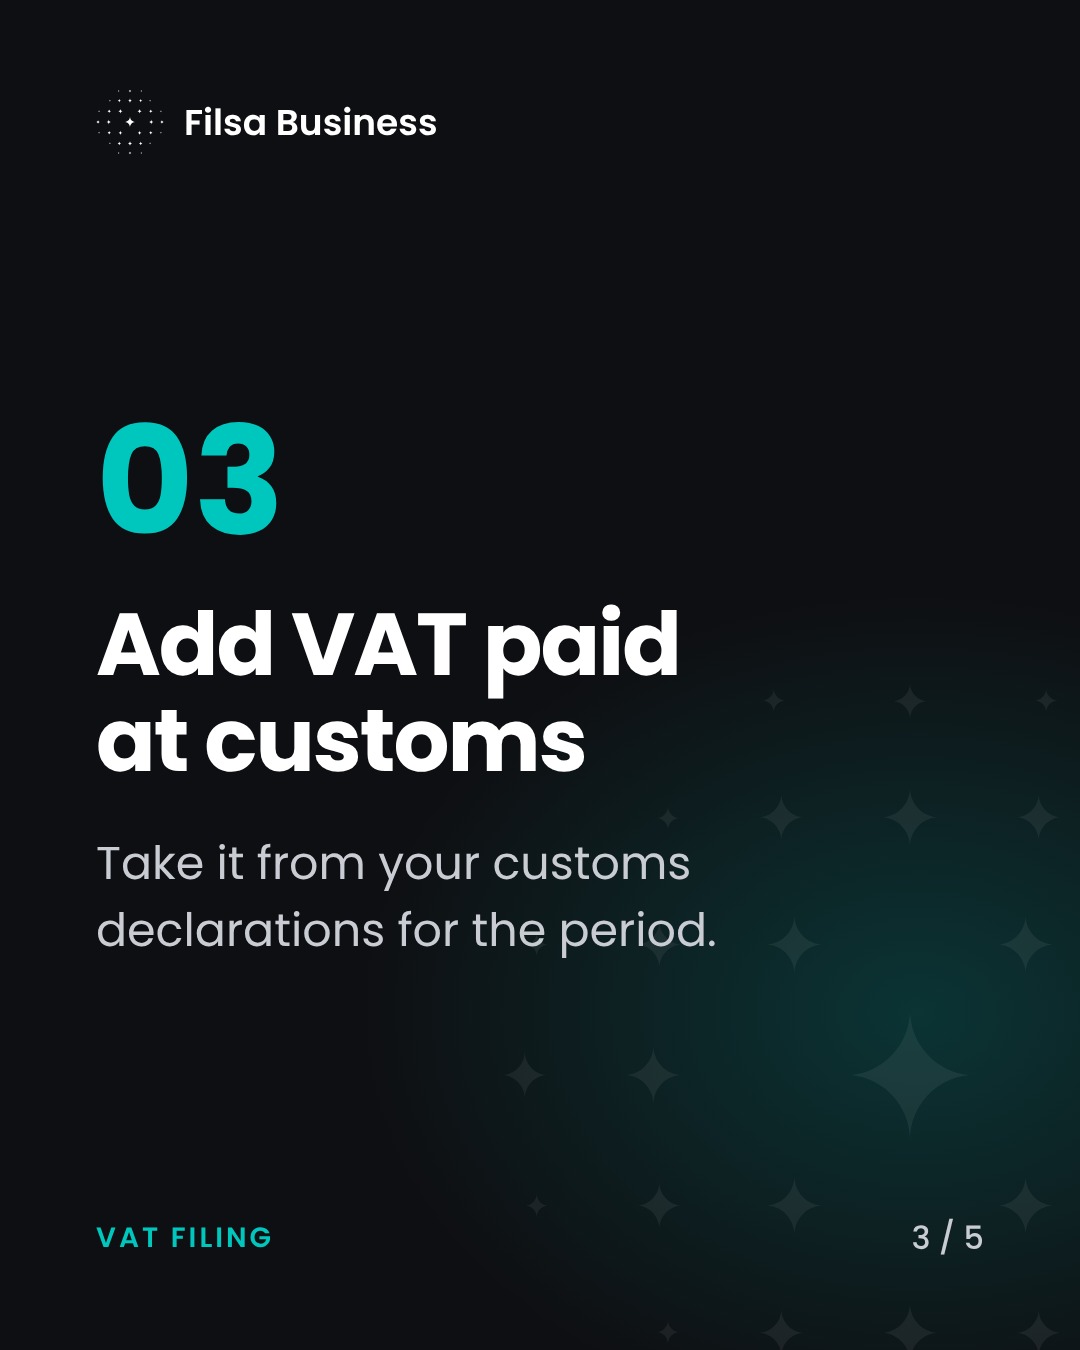 Filsa Business
03
Add VAT paid
at customs
Take it from your customs
declarations for the period.
VAT FILING
3 / 5